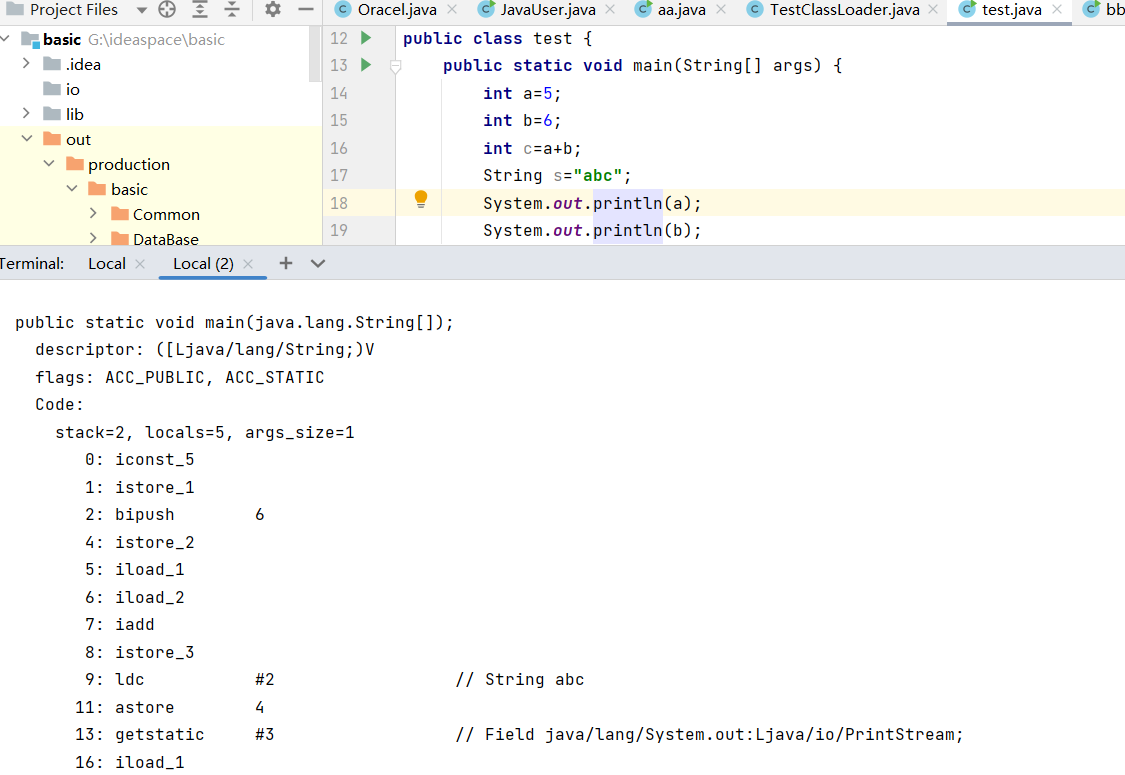 Project Files
Oracel.java
JavaUser.java
aa.java
TestClassLoader.java
test.java
bb
basic G:\ideaspace\basic
.idea
io
lib
out
production
basic
Common
DataBase
12 public class test {
13 public static void main(String[] args) {
14 int a=5;
15 int b=6;
16 int c=a+b;
17 String s="abc";
18 System.out.println(a);
19 System.out.println(b);
Terminal: Local Local (2)
public static void main(java.lang.String[]);
descriptor: ([Ljava/lang/String;)V
flags: ACC_PUBLIC, ACC_STATIC
Code:
stack=2, locals=5, args_size=1
0: iconst_5
1: istore_1
2: bipush 6
4: istore_2
5: iload_1
6: iload_2
7: iadd
8: istore_3
9: ldc #2 // String abc
11: astore 4
13: getstatic #3 // Field java/lang/System.out:Ljava/io/PrintStream;
16: iload_1